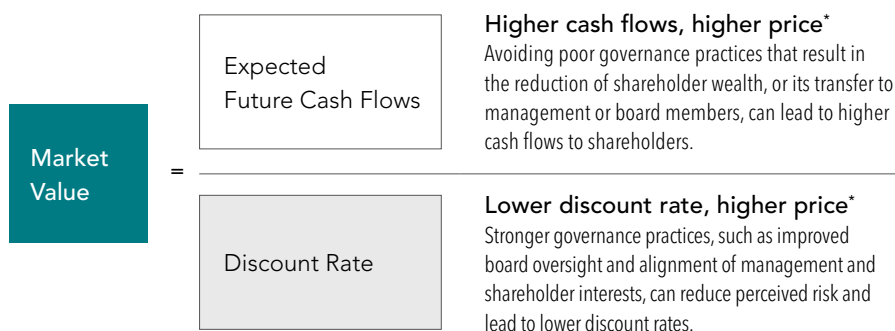 Market
Value
=
Expected
Future Cash Flows
Higher cash flows, higher price*
Avoiding poor governance practices that result in
the reduction of shareholder wealth, or its transfer to
management or board members, can lead to higher
cash flows to shareholders.
Discount Rate
Lower discount rate, higher price*
Stronger governance practices, such as improved
board oversight and alignment of management and
shareholder interests, can reduce perceived risk and
lead to lower discount rates.